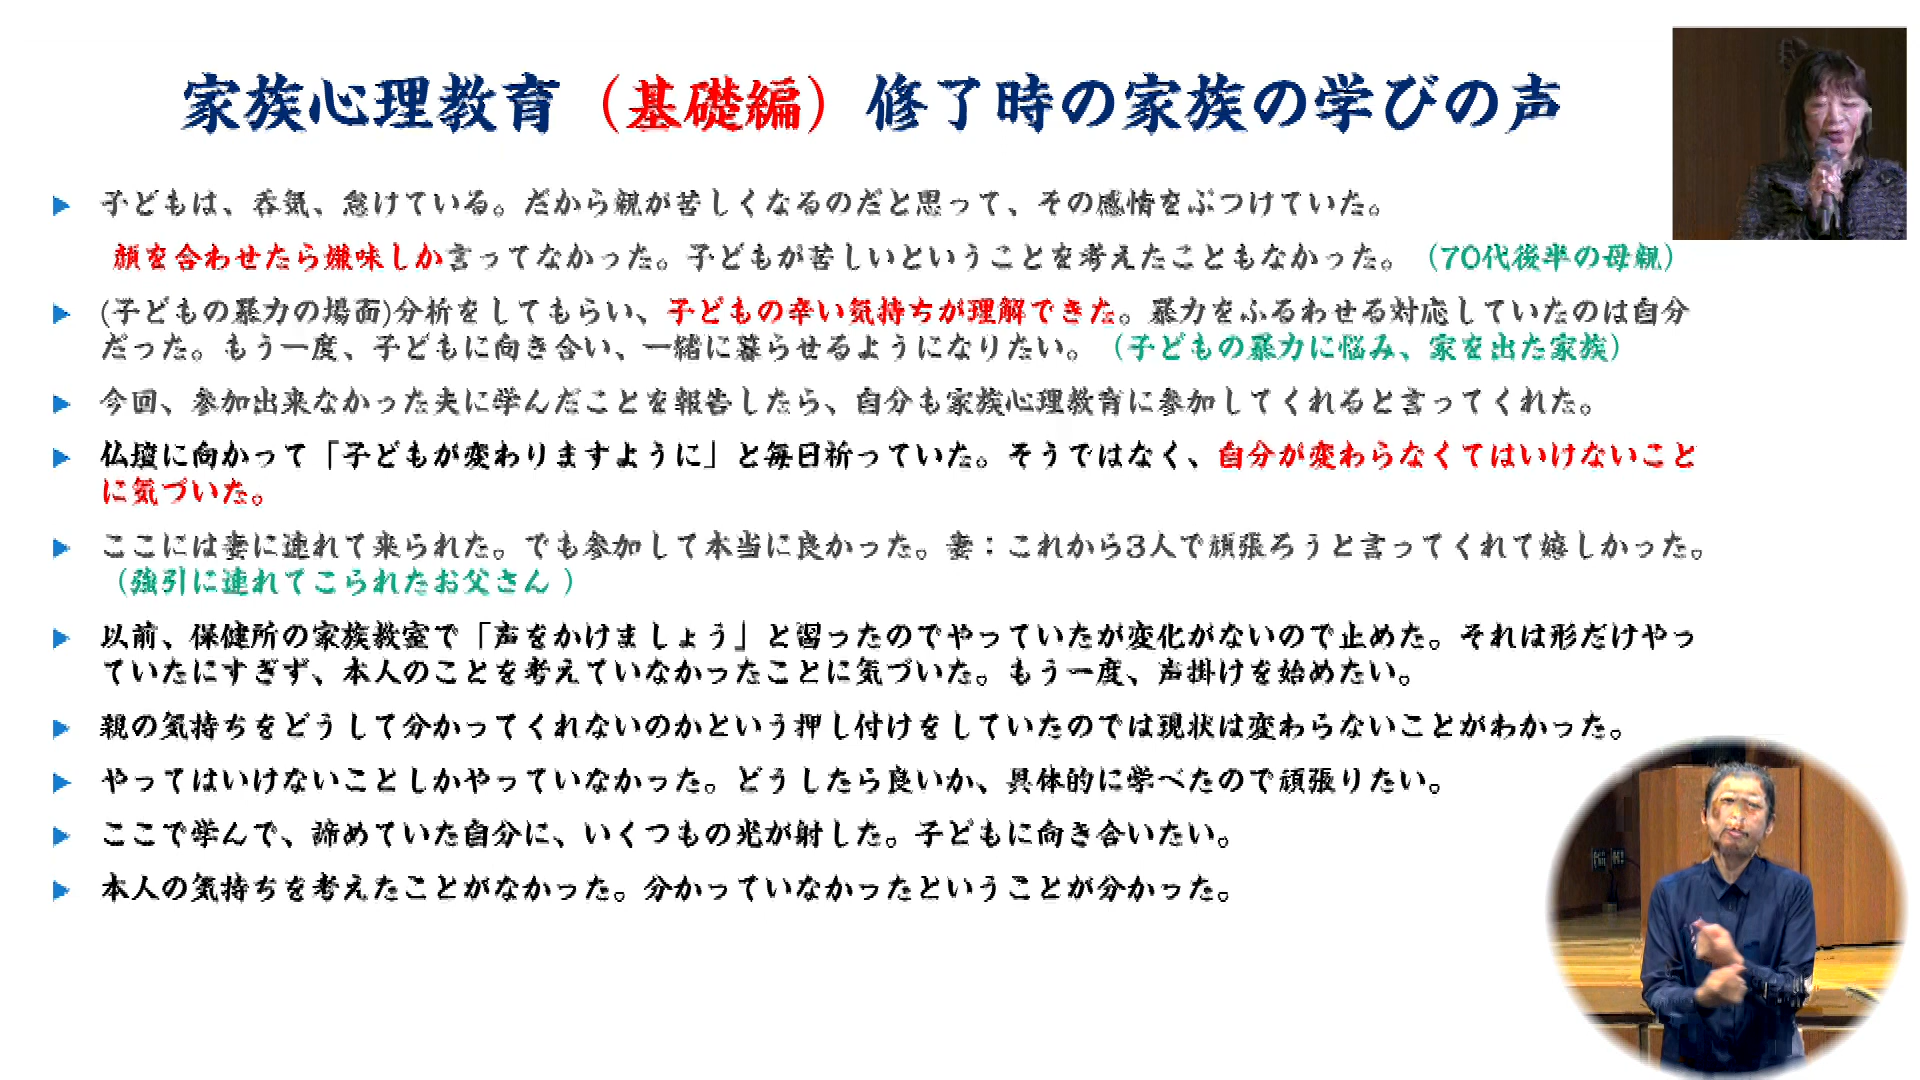 家族心理教育（基礎編）修了時の家族の学びの声
子どもは、呑気、怠けている。だから親が苦しくなるのだと思って、その感情をぶつけていた。
顔を合わせたら嫌味しか言ってなかった。子どもが苦しいということを考えたこともなかった。（70代後半の母親）
(子どもの暴力の場面)分析をしてもらい、子どもの辛い気持ちが理解できた。暴力をふるわせる対応していたのは自分
だった。もう一度、子どもに向き合い、一緒に暮らせるようになりたい。（子どもの暴力に悩み、家を出た家族）
今回、参加出来なかった夫に学んだことを報告したら、自分も家族心理教育に参加してくれると言ってくれた。
仏壇に向かって「子どもが変わりますように」と毎日祈っていた。そうではなく、自分が変わらなくてはいけないこと
に気づいた。
ここには妻に連れて来られた。でも参加して本当に良かった。妻：これから3人で頑張ろうと言ってくれて嬉しかった。
（強引に連れてこられたお父さん ）
以前、保健所の家族教室で「声をかけましょう」と習ったのでやっていたが変化がないので止めた。それは形だけやっ
ていたにすぎず、本人のことを考えていなかったことに気づいた。もう一度、声掛けを始めたい。
親の気持ちをどうして分かってくれないのかという押し付けをしていたのでは現状は変わらないことがわかった。
やってはいけないことしかやっていなかった。どうしたら良いか、具体的に学べたので頑張りたい。
ここで学んで、諦めていた自分に、いくつもの光が射した。子どもに向き合いたい。
本人の気持ちを考えたことがなかった。分かっていなかったということが分かった。